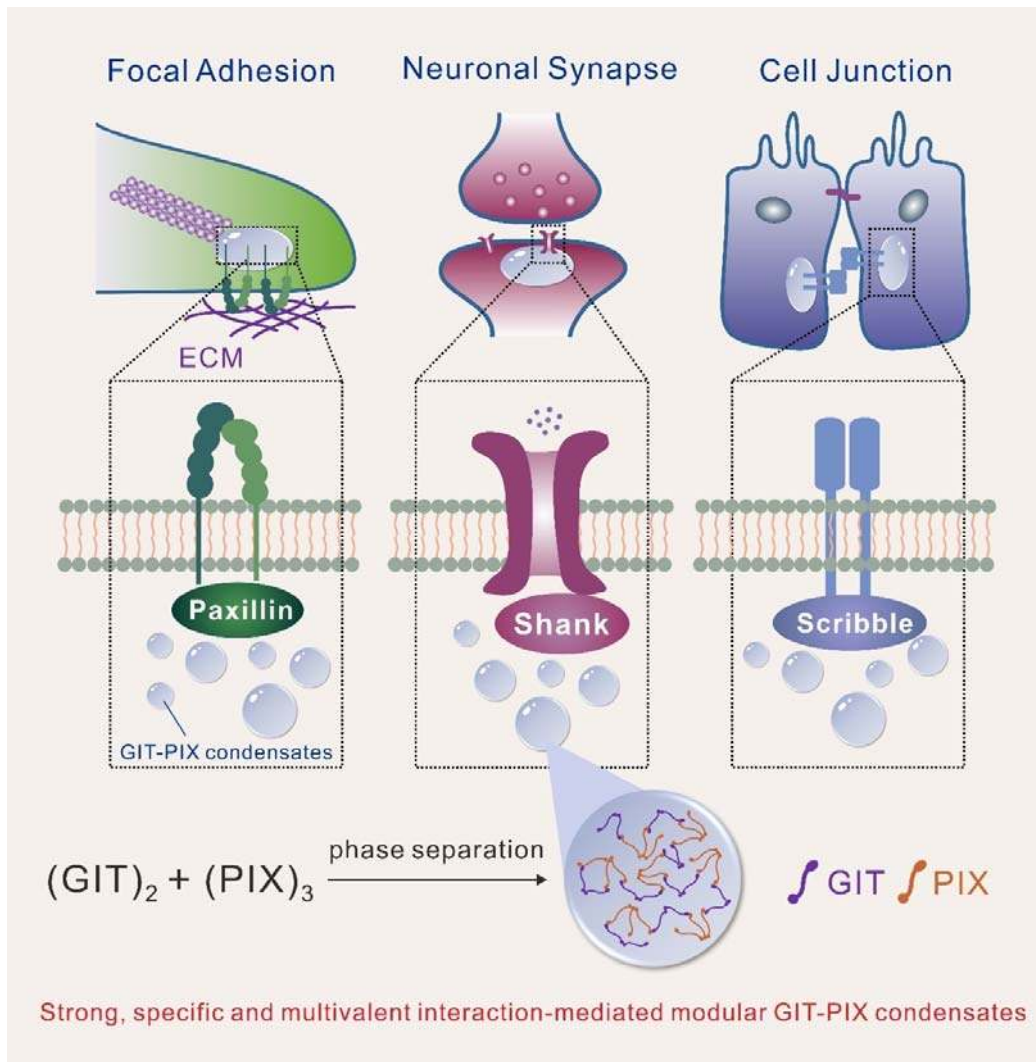 Focal Adhesion
Neuronal Synapse
Cell Junction
ECM
Paxillin
Shank
Scribble
GIT-PIX condensates
(GIT)₂ + (PIX)₃
phase separation
GIT
PIX
Strong, specific and multivalent interaction-mediated modular GIT-PIX condensates